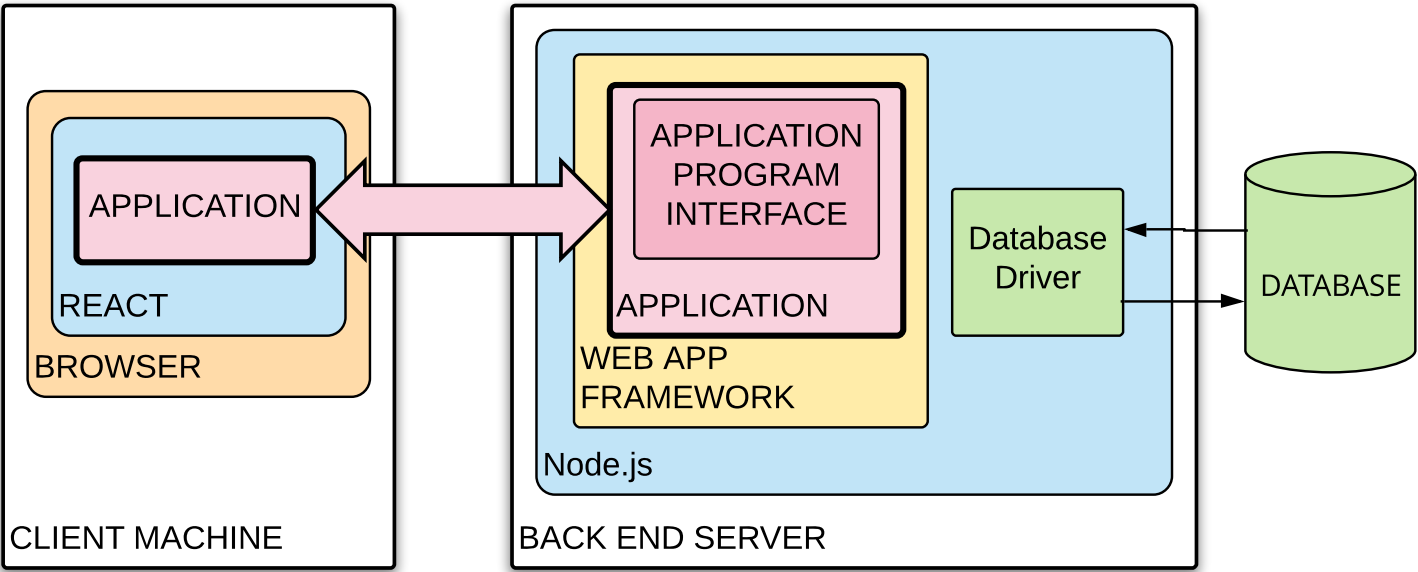 APPLICATION
REACT
BROWSER
CLIENT MACHINE
APPLICATION
PROGRAM
INTERFACE
APPLICATION
WEB APP
FRAMEWORK
Node.js
BACK END SERVER
Database
Driver
DATABASE